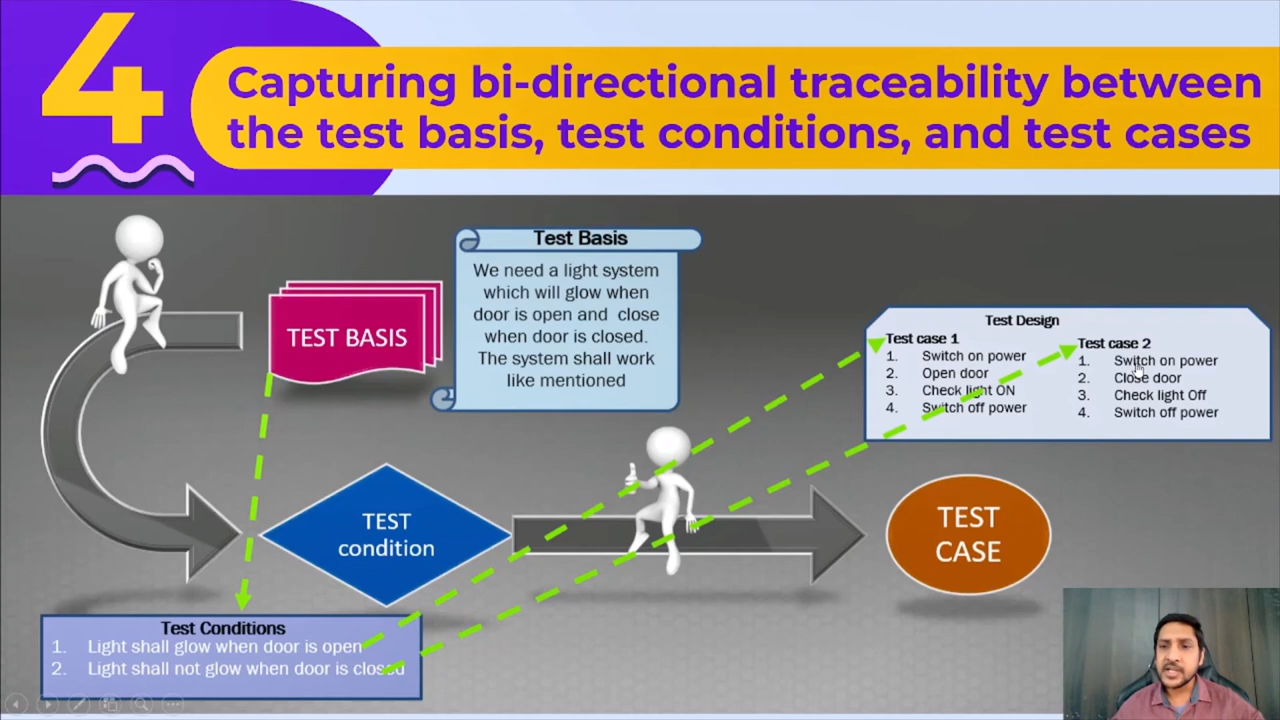 4
Capturing bi-directional traceability between
the test basis, test conditions, and test cases
TEST BASIS
Test Basis
We need a light system
which will glow when
door is open and close
when door is closed.
The system shall work
like mentioned
Test Design
Test case 1
1. Switch on power
2. Open door
3. Check light ON
4. Switch off power
Test case 2
1. Switch on power
2. Close door
3. Check light Off
4. Switch off power
TEST
condition
TEST
CASE
Test Conditions
1. Light shall glow when door is open
2. Light shall not glow when door is closed